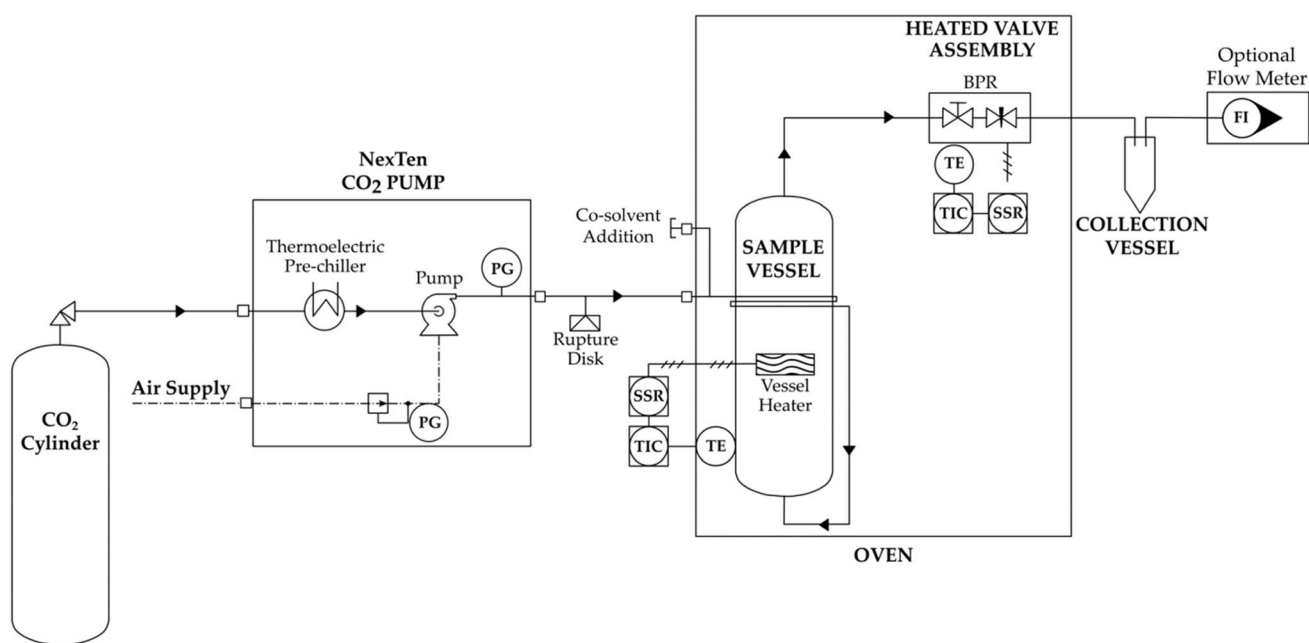 HEATED VALVE
ASSEMBLY
BPR
Optional
Flow Meter
FI
TE
TIC
SSR
COLLECTION
VESSEL
NexTen
CO₂ PUMP
Thermoelectric
Pre-chiller
Pump
PG
Co-solvent
Addition
SAMPLE
VESSEL
Rupture
Disk
Air Supply
PG
CO₂
Cylinder
SSR
Vessel
Heater
TIC
TE
OVEN